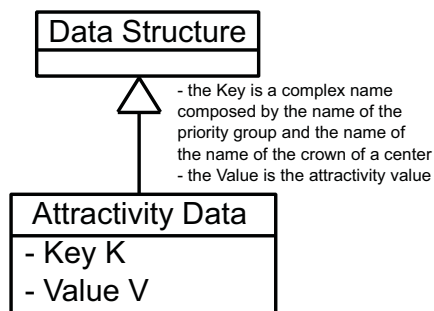 Data Structure
- the Key is a complex name
composed by the name of the
priority group and the name of
the name of the crown of a center
- the Value is the attractivity value
Attractivity Data
- Key K
- Value V